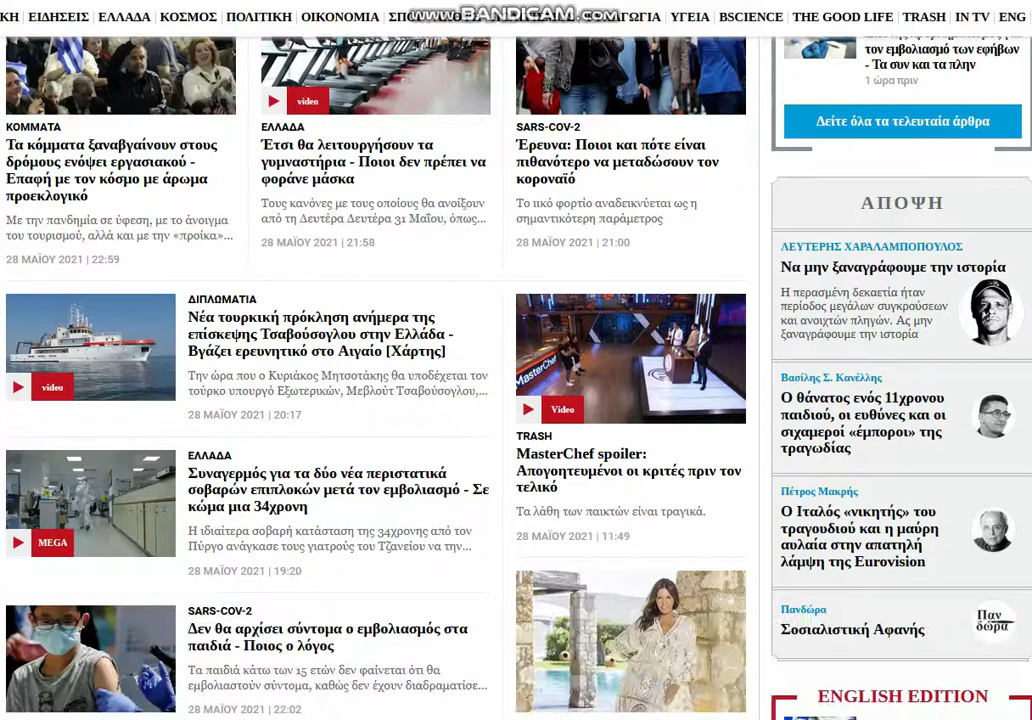 ΚΗ ΕΙΔΗΣΕΙΣ ΕΛΛΑΔΑ ΚΟΣΜΟΣ ΠΟΛΙΤΙΚΗ ΟΙΚΟΝΟΜΙΑ ΥΓΕΙΑ BSCIENCE THE GOOD LIFE TRASH IN TV ENG
www.BANDICAM.com
video
ΚΟΜΜΑΤΑ
Τα κόμματα ξαναβγαίνουν στους
δρόμους ενόψει εργασιακού -
Επαφή με τον κόσμο με άρωμα
προεκλογικό
Με την πανδημία σε ύφεση, με το άνοιγμα
του τουρισμού, αλλά και με την «προίκα»...
28 ΜΑΪΟΥ 2021 | 22:59
ΕΛΛΑΔΑ
Έτσι θα λειτουργήσουν τα
γυμναστήρια - Ποιοι δεν πρέπει να
φοράνε μάσκα
Τους κανόνες με τους οποίους θα ανοίξουν
από τη Δευτέρα Δευτέρα 31 Μαΐου, όπως...
28 ΜΑΪΟΥ 2021 | 21:58
SARS-COV-2
Έρευνα: Ποιοι και πότε είναι
πιθανότερο να μεταδώσουν τον
κοροναϊό
Το ιικό φορτίο αναδεικνύεται ως η
σημαντικότερη παράμετρος
28 ΜΑΪΟΥ 2021 | 21:00
video
ΔΙΠΛΩΜΑΤΙΑ
Νέα τουρκική πρόκληση ανήμερα της
επίσκεψης Τσαβούσογλου στην Ελλάδα -
Βγάζει ερευνητικό στο Αιγαίο [Χάρτης]
Την ώρα που ο Κυριάκος Μητσοτάκης θα υποδέχεται τον
τούρκο υπουργό Εξωτερικών, Μεβλούτ Τσαβούσογλου,...
28 ΜΑΪΟΥ 2021 | 20:17
MEGA
ΕΛΛΑΔΑ
Συναγερμός για τα δύο νέα περιστατικά
σοβαρών επιπλοκών μετά τον εμβολιασμό - Σε
κώμα μια 34χρονη
Η ιδιαίτερα σοβαρή κατάσταση της 34χρονης από τον
Πύργο ανάγκασε τους γιατρούς του Τζανείου να την...
28 ΜΑΪΟΥ 2021 | 19:20
SARS-COV-2
Δεν θα αρχίσει σύντομα ο εμβολιασμός στα
παιδιά - Ποιος ο λόγος
Τα παιδιά κάτω των 15 ετών δεν φαίνεται ότι θα
εμβολιαστούν σύντομα, καθώς δεν έχουν διαδραματίσε...
28 ΜΑΪΟΥ 2021 | 22:02
MasterChef
Video
TRASH
MasterChef spoiler:
Απογοητευμένοι οι κριτές πριν τον
τελικό
Τα λάθη των παικτών είναι τραγικά.
28 ΜΑΪΟΥ 2021 | 11:49
τον εμβολιασμό των εφήβων
- Τα συν και τα πλην
1 ώρα πριν
Δείτε όλα τα τελευταία άρθρα
ΑΠΟΨΗ
ΛΕΥΤΕΡΗΣ ΧΑΡΑΛΑΜΠΟΠΟΥΛΟΣ
Να μην ξαναγράφουμε την ιστορία
Η περασμένη δεκαετία ήταν
περίοδος μεγάλων συγκρούσεων
και ανοιχτών πληγών. Ας μην
ξαναγράφουμε την ιστορία
Βασίλης Σ. Κανέλλης
Ο θάνατος ενός 11χρονου
παιδιού, οι ευθύνες και οι
σιχαμεροί «έμποροι» της
τραγωδίας
Πέτρος Μακρής
Ο Ιταλός «νικητής» του
τραγουδιού και η μαύρη
αυλαία στην απατηλή
λάμψη της Eurovision
Πανδώρα
Σοσιαλιστική Αφανής
Παν
δώρα
ENGLISH EDITION